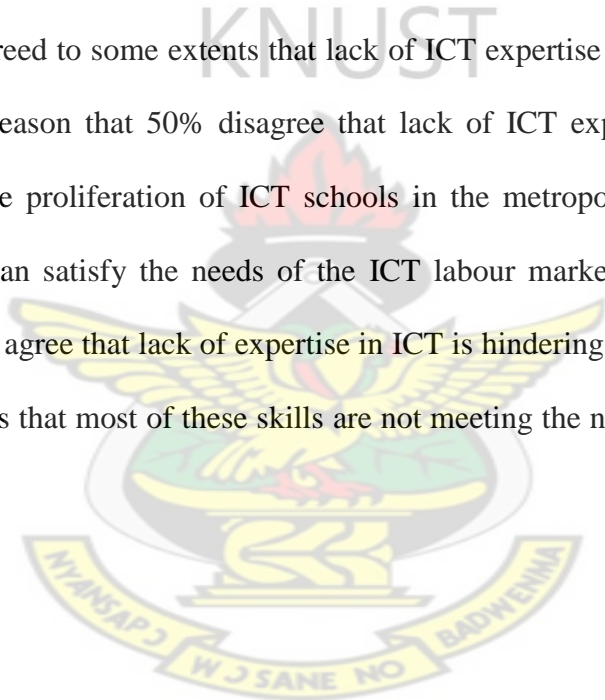 KNUST
reed to some extents that lack of ICT expertise
eason that 50% disagree that lack of ICT exp
e proliferation of ICT schools in the metropo
an satisfy the needs of the ICT labour marke
agree that lack of expertise in ICT is hindering
s that most of these skills are not meeting the n
NYANSAPƆ WƆSANE NO BADWENMA